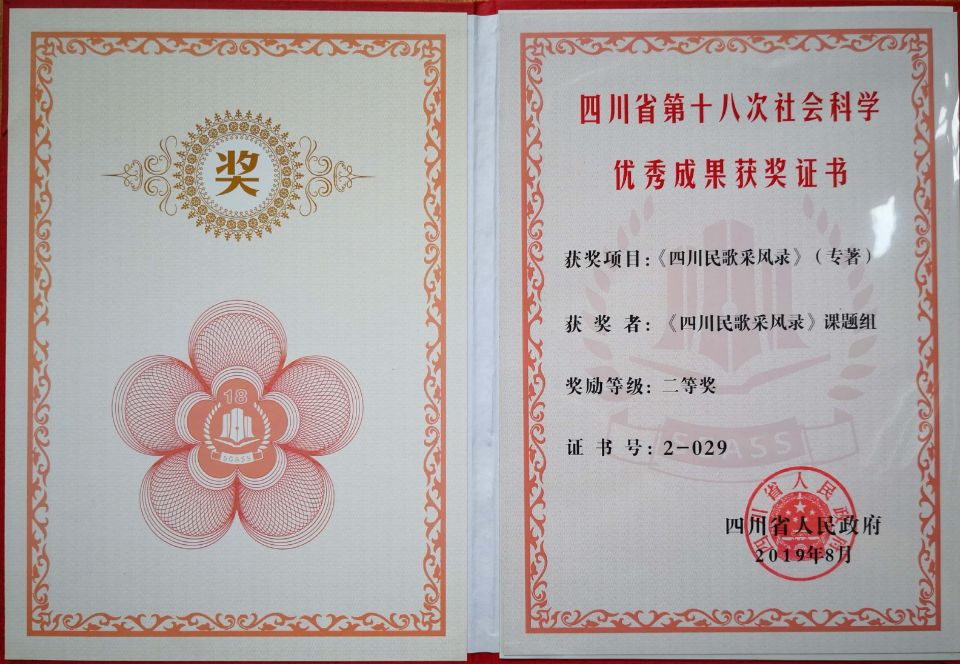 奖
18
SGASS
四川省第十八次社会科学
优秀成果获奖证书
获奖项目:《四川民歌采风录》(专著)
获 奖 者:《四川民歌采风录》课题组
奖励等级:二等奖
证 书 号:2-029
SGASS
四川省人民政府
四川省人民政府
2019年8月